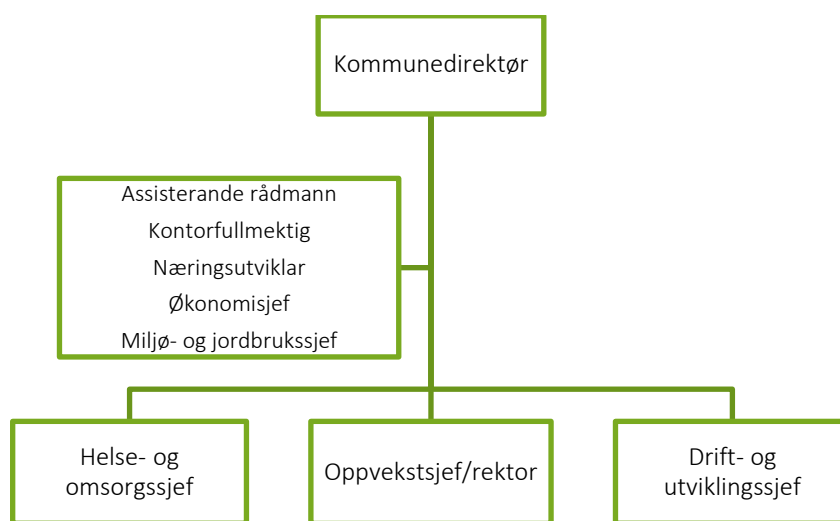 Kommunedirektør
Assisterande rådmann
Kontorfullmektig
Næringsutviklar
Økonomisjef
Miljø- og jordbrukssjef
Helse- og
omsorgssjef
Oppvekstsjef/rektor
Drift- og
utviklingssjef